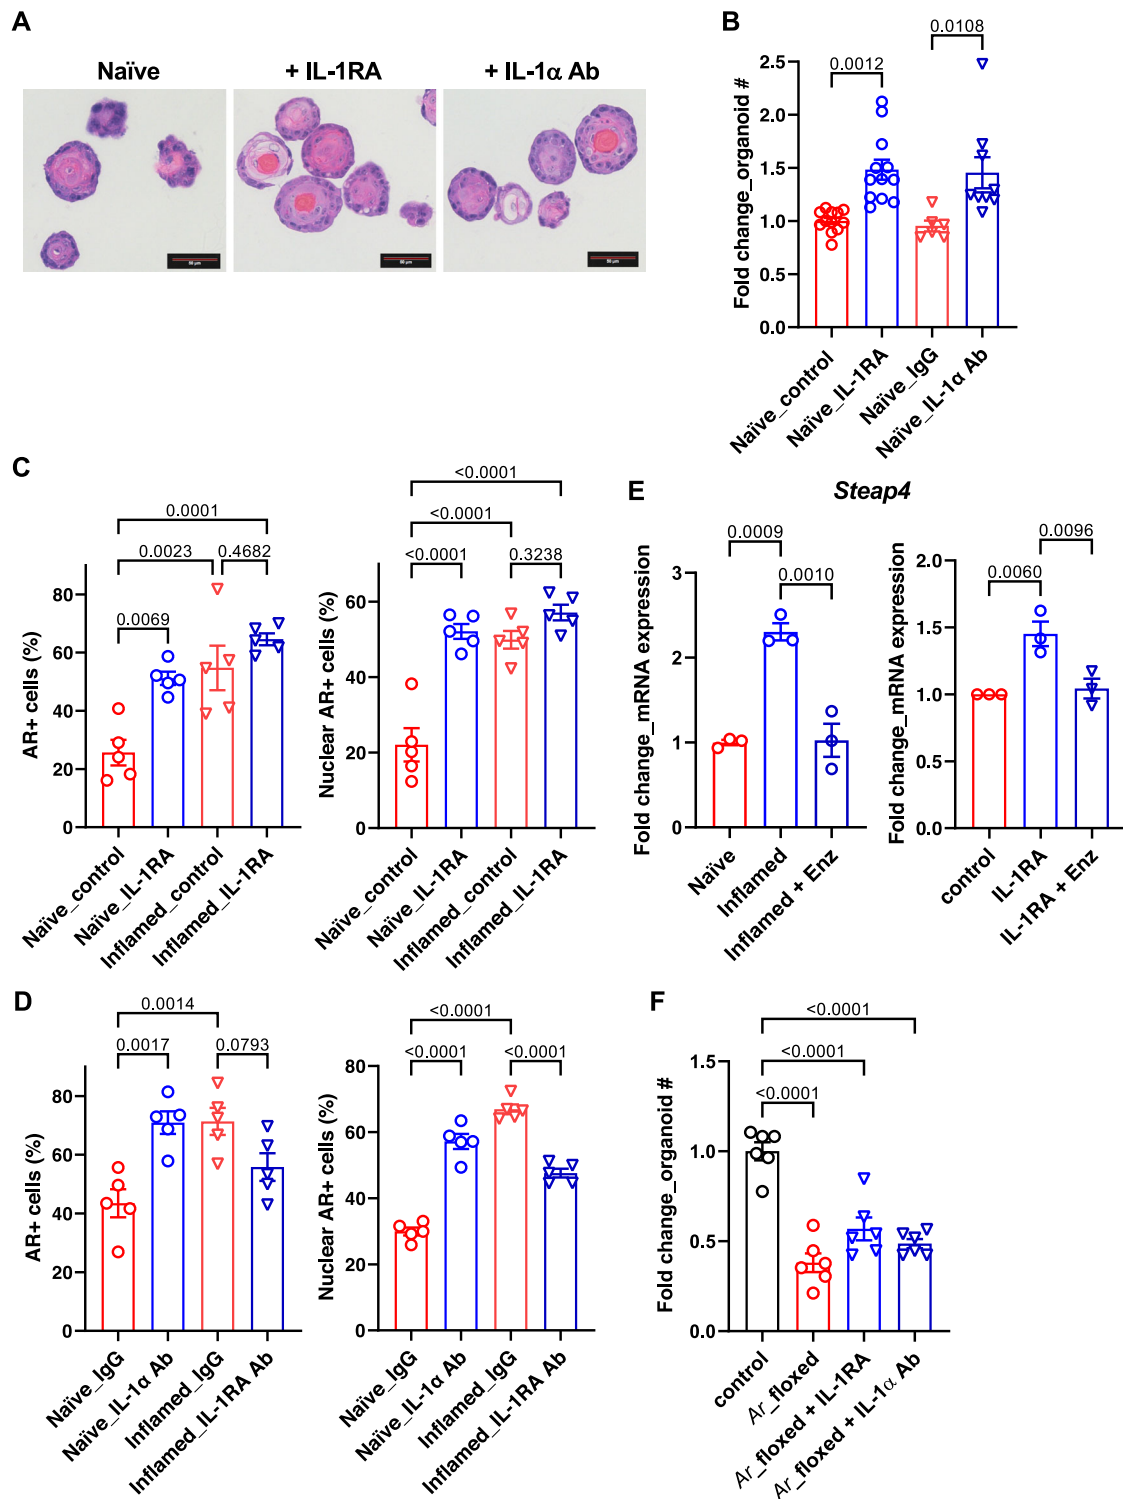 A
Naïve
+ IL-1RA
+ IL-1α Ab
50 µm
50 µm
50 µm
B
0.0108
0.0012
Fold change_organoid #
2.5
2.0
1.5
1.0
0.5
0.0
Naïve_control
Naïve_IL-1RA
Naïve_IgG
Naïve_IL-1α Ab
C
0.0001
0.0023
0.4682
0.0069
AR+ cells (%)
80
60
40
20
0
Naïve_control
Naïve_IL-1RA
Inflamed_control
Inflamed_IL-1RA
<0.0001
<0.0001
<0.0001
0.3238
Nuclear AR+ cells (%)
60
40
20
0
Naïve_control
Naïve_IL-1RA
Inflamed_control
Inflamed_IL-1RA
E
Steap4
0.0009
0.0010
Fold change_mRNA expression
3
2
1
0
Naïve
Inflamed
Inflamed + Enz
0.0096
0.0060
Fold change_mRNA expression
2.0
1.5
1.0
0.5
0.0
control
IL-1RA
IL-1RA + Enz
D
0.0014
0.0017
0.0793
AR+ cells (%)
80
60
40
20
0
Naïve_IgG
Naïve_IL-1α Ab
Inflamed_IgG
Inflamed_IL-1RA Ab
<0.0001
<0.0001
<0.0001
Nuclear AR+ cells (%)
80
60
40
20
0
Naïve_IgG
Naïve_IL-1α Ab
Inflamed_IgG
Inflamed_IL-1RA Ab
F
<0.0001
<0.0001
<0.0001
Fold change_organoid #
1.5
1.0
0.5
0.0
control
Ar_floxed
Ar_floxed + IL-1RA
Ar_floxed + IL-1α Ab